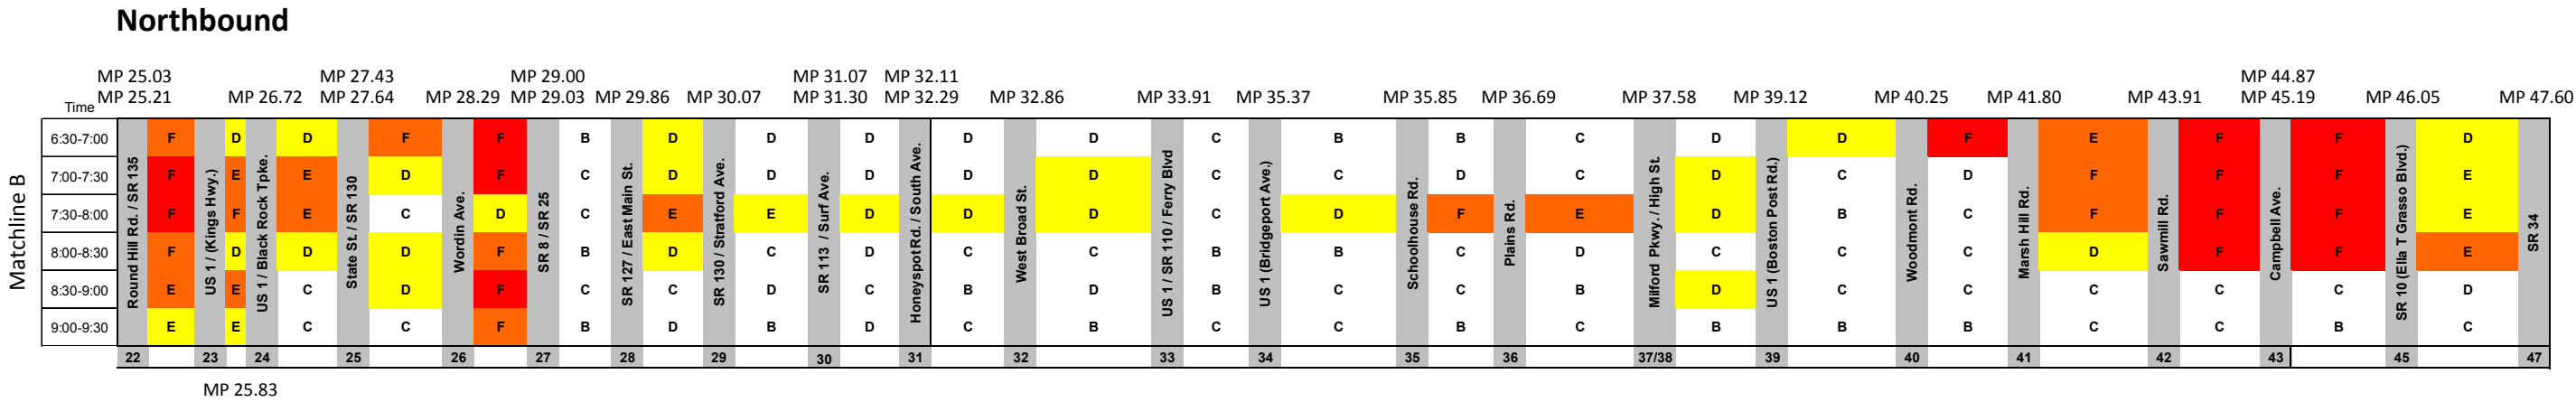 Northbound
MP 25.03 MP 27.43 MP 29.00 MP 31.07 MP 32.11 MP 44.87
Time MP 25.21 MP 26.72 MP 27.64 MP 28.29 MP 29.03 MP 29.86 MP 30.07 MP 31.30 MP 32.29 MP 32.86 MP 33.91 MP 35.37 MP 35.85 MP 36.69 MP 37.58 MP 39.12 MP 40.25 MP 41.80 MP 43.91 MP 45.19 MP 46.05 MP 47.60
Matchline B
6:30-7:00 F D D F F B D D D D D C B B C D D F E F F D
7:00-7:30 F E E D F C D D D D D C C D C D C D F F F E
7:30-8:00 F F E C D C E E D D D C D F E D B C F F F E
8:00-8:30 F D D D F B D C D C C B B C D C C C D F F E
8:30-9:00 E E C D F C C D C B D B C C B D C C C C C D
9:00-9:30 E E C C F B D B D C B C C B C B B B C C B C
Round Hill Rd. / SR 135
US 1 / (Kings Hwy.)
US 1 / Black Rock Tpke.
State St. / SR 130
Wordin Ave.
SR 8 / SR 25
SR 127 / East Main St.
SR 130 / Stratford Ave.
SR 113 / Surf Ave.
Honeyspot Rd. / South Ave.
West Broad St.
US 1 / SR 110 / Ferry Blvd
US 1 (Bridgeport Ave.)
Schoolhouse Rd.
Plains Rd.
Milford Pkwy. / High St.
US 1 (Boston Post Rd.)
Woodmont Rd.
Marsh Hill Rd.
Sawmill Rd.
Campbell Ave.
SR 10 (Ella T Grasso Blvd.)
SR 34
22 23 24 25 26 27 28 29 30 31 32 33 34 35 36 37/38 39 40 41 42 43 45 47
MP 25.83